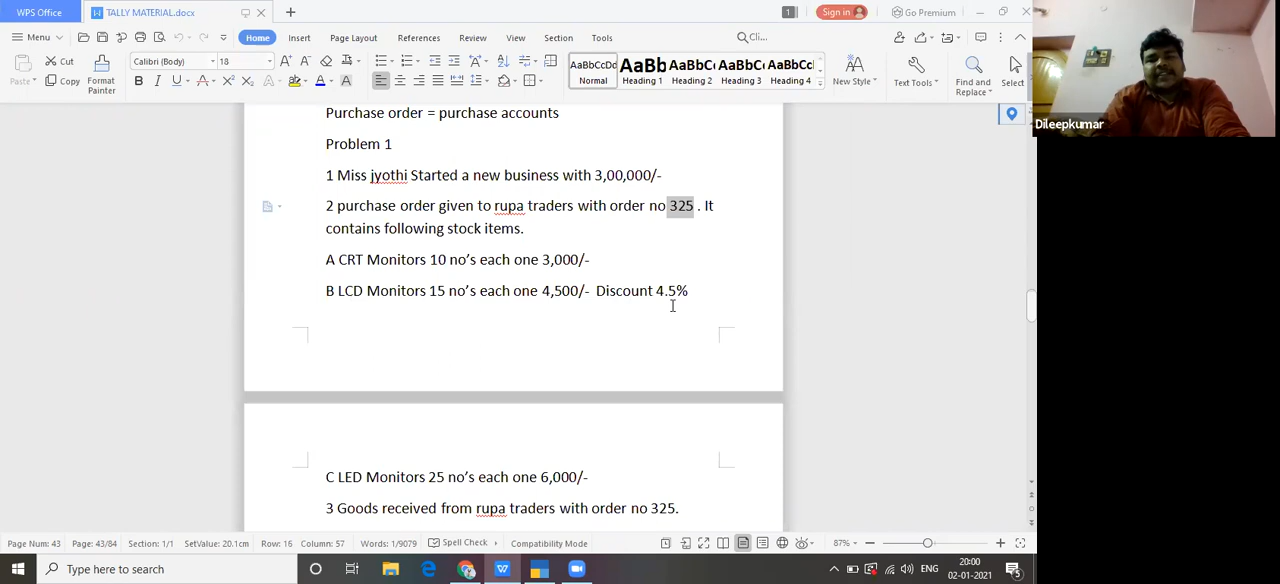 WPS Office
TALLY MATERIAL.docx
1
Sign in
Go Premium
Menu
Home
Insert
Page Layout
References
Review
View
Section
Tools
Cli...
Paste
Cut
Copy
Format
Painter
Calibri (Body)
18
AaBbCcDd
Normal
AaBb
Heading 1
AaBbC
Heading 2
AaBbCc
Heading 3
AaBbCcl
Heading 4
New Style
Text Tools
Find and
Replace
Select
Dileepkumar
Purchase order = purchase accounts
Problem 1
1 Miss jyothi Started a new business with 3,00,000/-
2 purchase order given to rupa traders with order no 325 . It
contains following stock items.
A CRT Monitors 10 no’s each one 3,000/-
B LCD Monitors 15 no’s each one 4,500/-  Discount 4.5%
C LED Monitors 25 no’s each one 6,000/-
3 Goods received from rupa traders with order no 325.
Page Num: 43
Page: 43/84
Section: 1/1
SetValue: 20.1cm
Row: 16
Column: 57
Words: 1/9079
Spell Check
Compatibility Mode
87%
Type here to search
ENG
20:00
02-01-2021
5